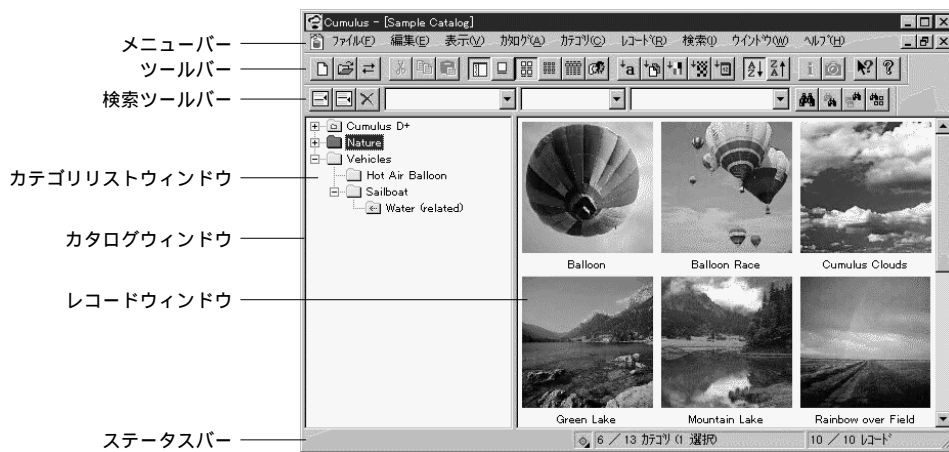 Cumulus - [Sample Catalog]
メニューバー
ﾌｧｲﾙ(F) 編集(E) 表示(V) ｶﾀﾛｸﾞ(A) ｶﾃｺﾞﾘ(C) ﾚｺｰﾄﾞ(R) 検索(I) ｳｲﾝﾄﾞｳ(W) ﾍﾙﾌﾟ(H)
ツールバー
検索ツールバー
カテゴリリストウィンドウ
カタログウィンドウ
レコードウィンドウ
ステータスバー
Cumulus D+
Nature
Vehicles
Hot Air Balloon
Sailboat
Water (related)
Balloon
Balloon Race
Cumulus Clouds
Green Lake
Mountain Lake
Rainbow over Field
6 ／ 13 ｶﾃｺﾞﾘ (1 選択)
10 ／ 10 ﾚｺｰﾄﾞ